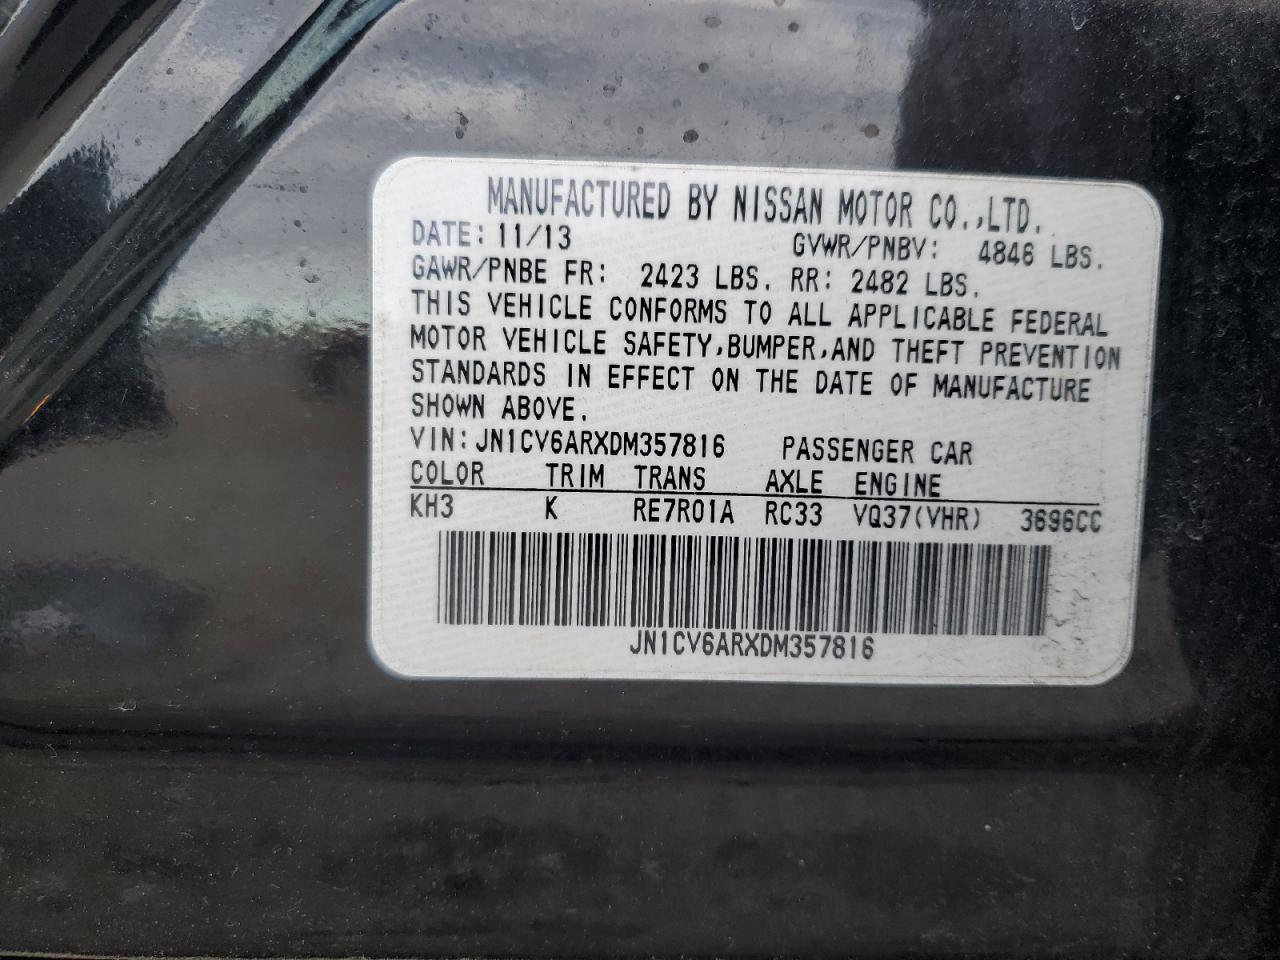 MANUFACTURED BY NISSAN MOTOR CO.,LTD.
DATE: 11/13 GVWR/PNBV: 4846 LBS.
GAWR/PNBE FR: 2423 LBS. RR: 2482 LBS.
THIS VEHICLE CONFORMS TO ALL APPLICABLE FEDERAL
MOTOR VEHICLE SAFETY,BUMPER,AND THEFT PREVENTION
STANDARDS IN EFFECT ON THE DATE OF MANUFACTURE
SHOWN ABOVE.
VIN: JN1CV6ARXDM357816 PASSENGER CAR
COLOR TRIM TRANS AXLE ENGINE
KH3 K RE7R01A RC33 VQ37(VHR) 3696CC
JN1CV6ARXDM357816